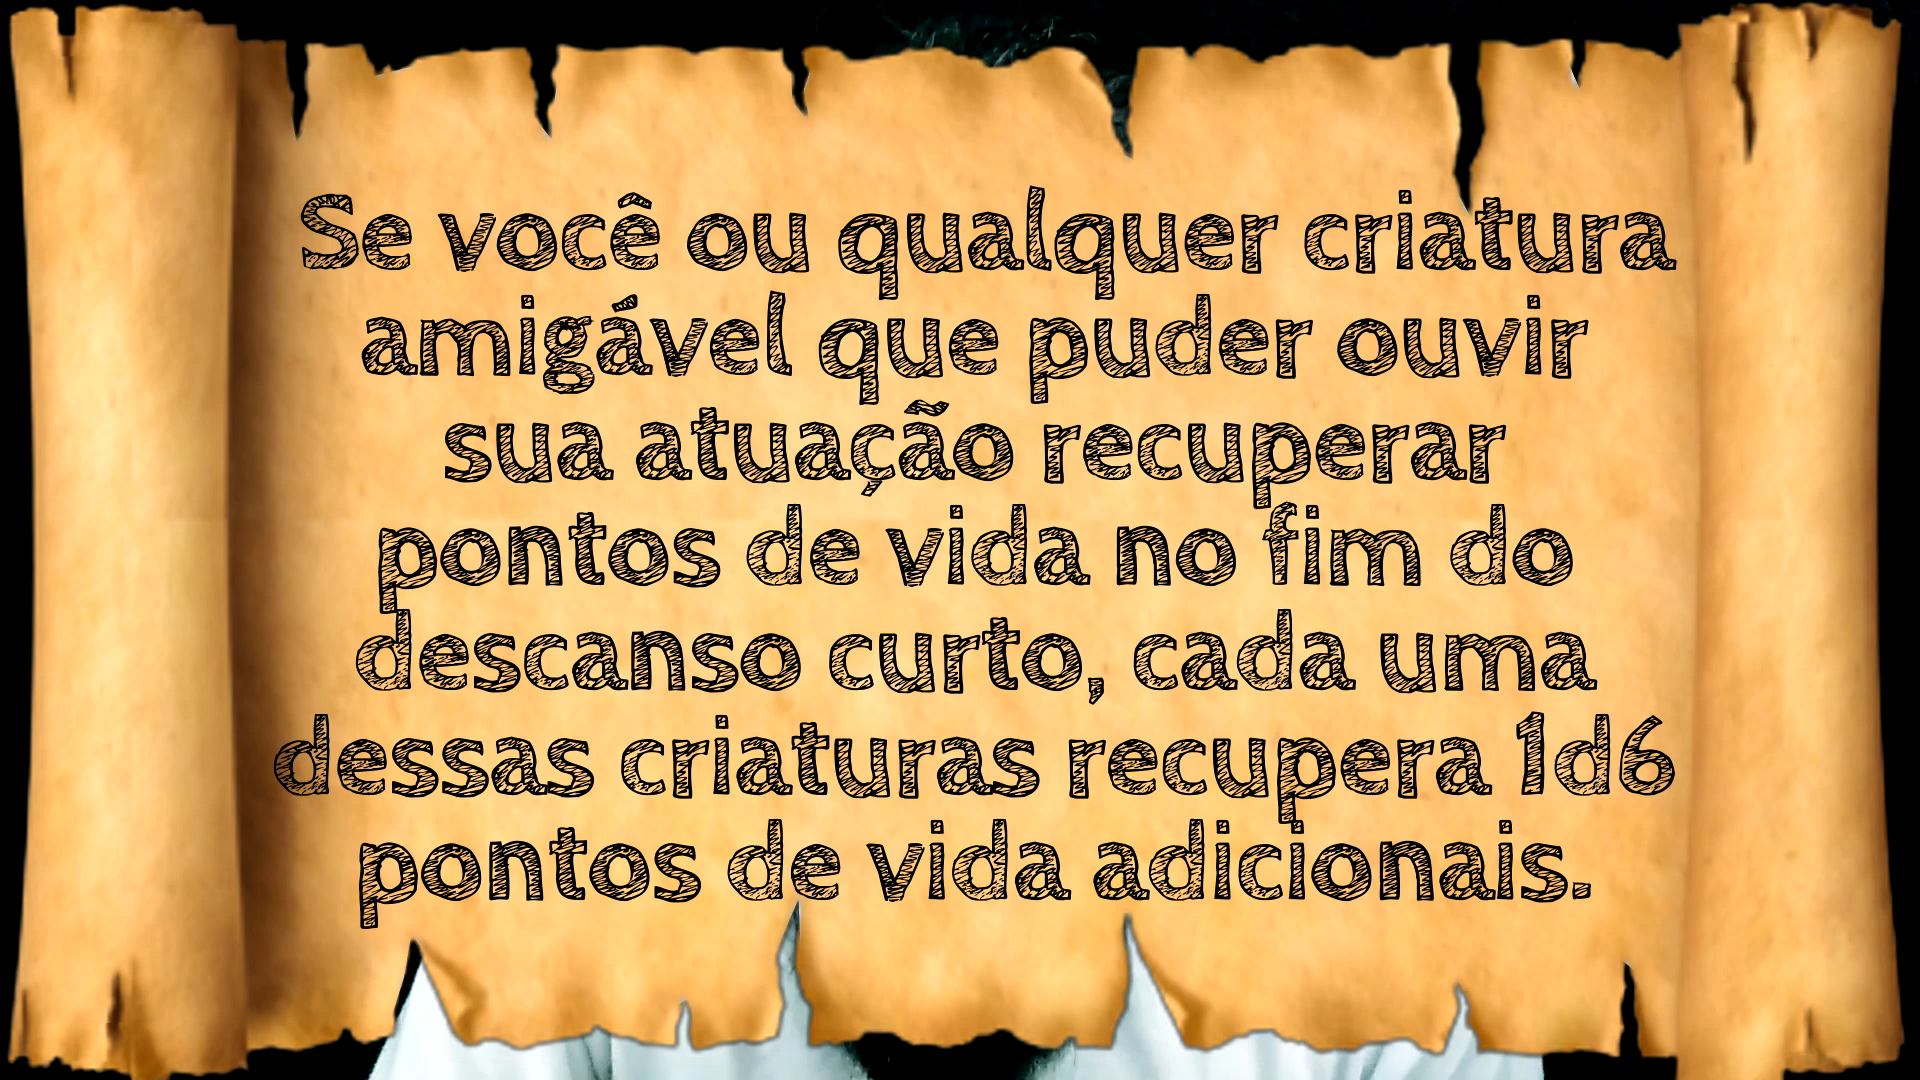 Se você ou qualquer criatura
amigável que puder ouvir
sua atuação recuperar
pontos de vida no fim do
descanso curto, cada uma
dessas criaturas recupera 1d6
pontos de vida adicionais.